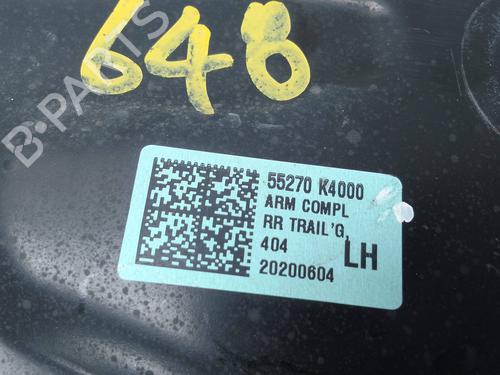 648
B-PARTS
55270 K4000
ARM COMPL
RR TRAIL'G,
404 LH
20200604